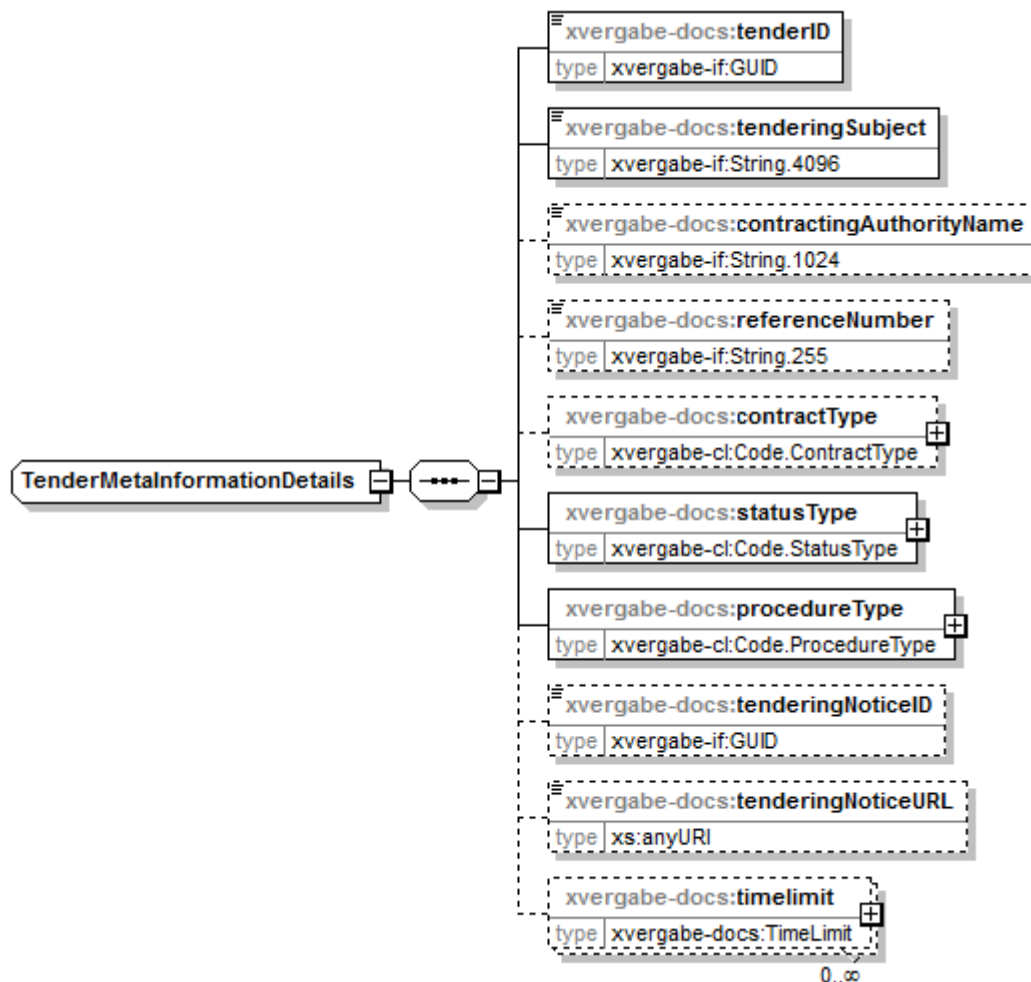 xvergabe-docs:tenderID
type xvergabe-if:GUID
xvergabe-docs:tenderingSubject
type xvergabe-if:String.4096
xvergabe-docs:contractingAuthorityName
type xvergabe-if:String.1024
xvergabe-docs:referenceNumber
type xvergabe-if:String.255
xvergabe-docs:contractType
type xvergabe-cl:Code.ContractType
TenderMetaInformationDetails
xvergabe-docs:statusType
type xvergabe-cl:Code.StatusType
xvergabe-docs:procedureType
type xvergabe-cl:Code.ProcedureType
xvergabe-docs:tenderingNoticeID
type xvergabe-if:GUID
xvergabe-docs:tenderingNoticeURL
type xs:anyURI
xvergabe-docs:timelimit
type xvergabe-docs:TimeLimit
0..∞